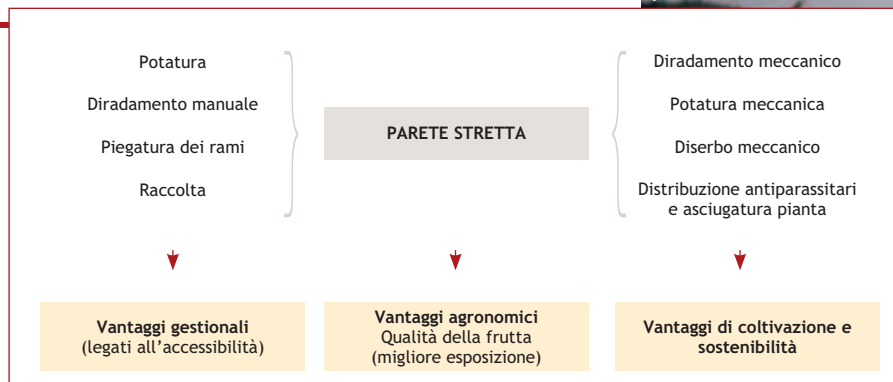 Potatura
Diradamento manuale
Piegatura dei rami
Raccolta
PARETE STRETTA
Diradamento meccanico
Potatura meccanica
Diserbo meccanico
Distribuzione antiparassitari
e asciugatura pianta
Vantaggi gestionali
(legati all'accessibilità)
Vantaggi agronomici
Qualità della frutta
(migliore esposizione)
Vantaggi di coltivazione e
sostenibilità